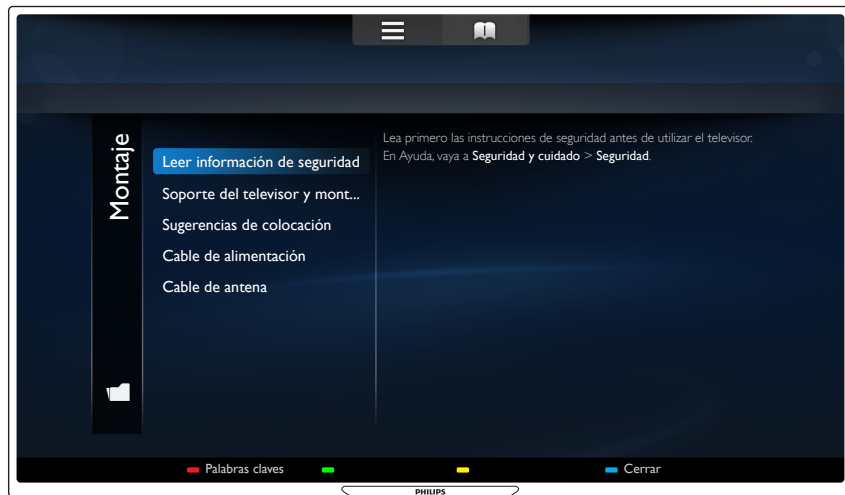 Montaje
Leer información de seguridad
Soporte del televisor y mont...
Sugerencias de colocación
Cable de alimentación
Cable de antena
Lea primero las instrucciones de seguridad antes de utilizar el televisor.
En Ayuda, vaya a Seguridad y cuidado > Seguridad.
Palabras claves
Cerrar
PHILIPS